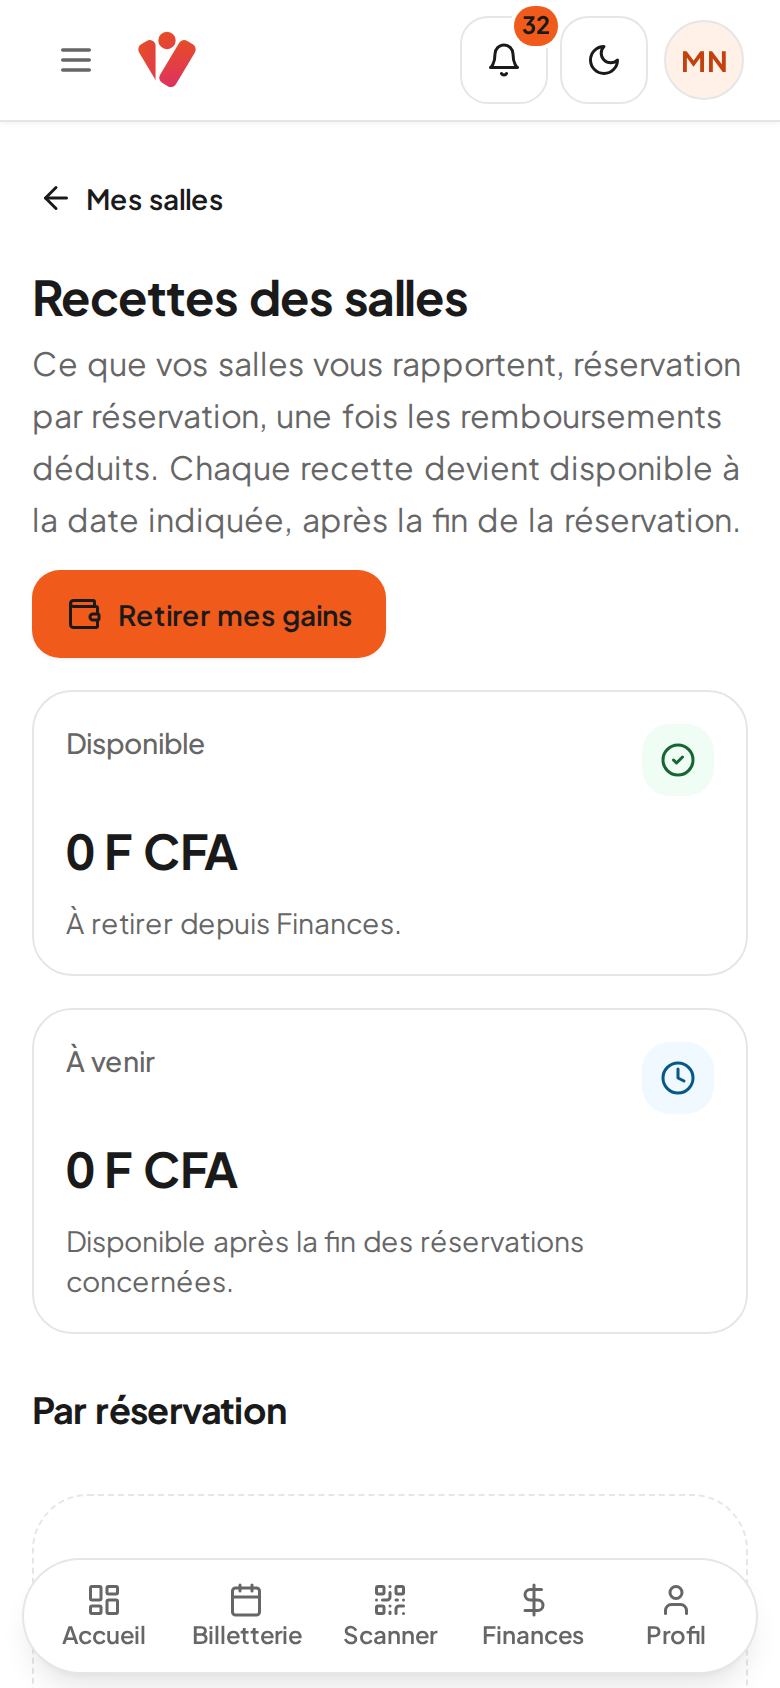 32
MN
Mes salles
Recettes des salles
Ce que vos salles vous rapportent, réservation
par réservation, une fois les remboursements
déduits. Chaque recette devient disponible à
la date indiquée, après la fin de la réservation.
Retirer mes gains
Disponible
0 F CFA
À retirer depuis Finances.
À venir
0 F CFA
Disponible après la fin des réservations
concernées.
Par réservation
Accueil Billetterie Scanner Finances Profil